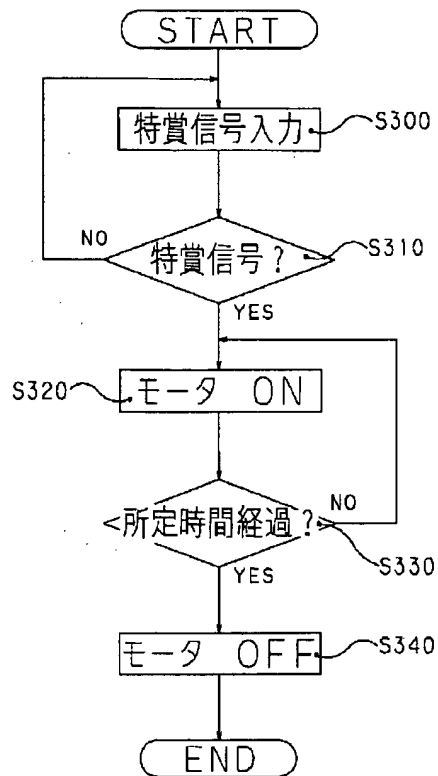 START
特賞信号入力
S300
特賞信号?
S310
NO
YES
S320
モータ ON
所定時間経過?
NO
S330
YES
モータ OFF
S340
END